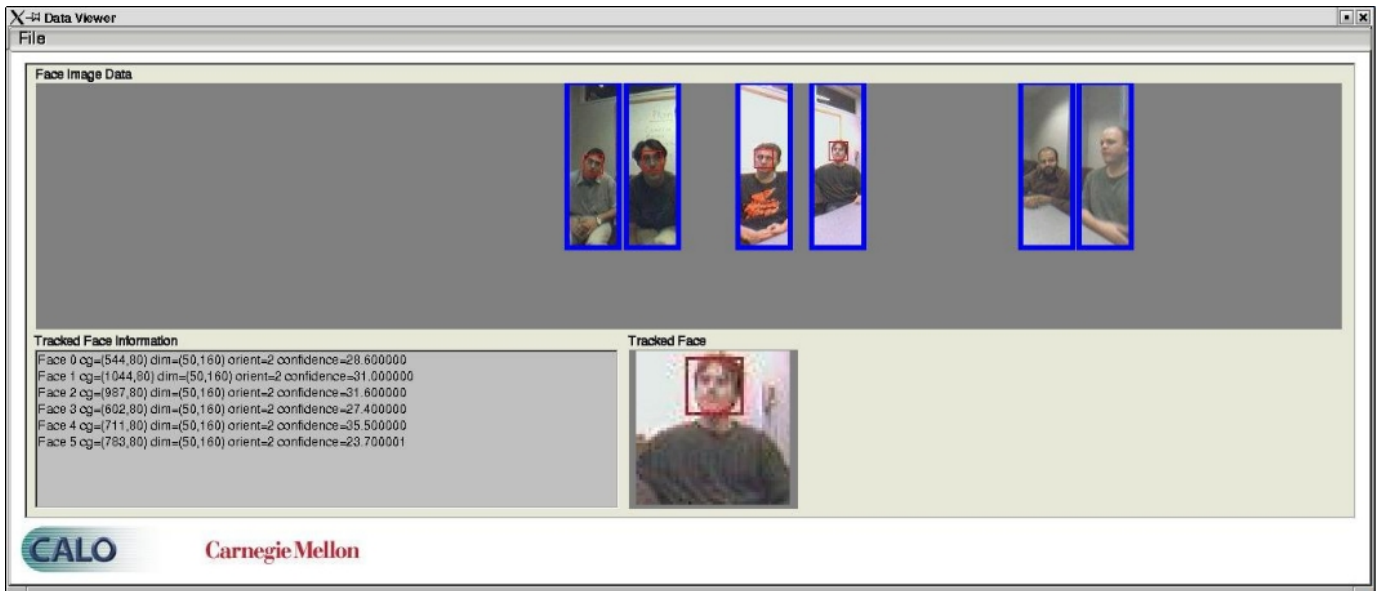 Data Viewer
File
Face Image Data
Tracked Face Information
Face 0 cg=(544,80) dim=(50,160) orient=2 confidence=28.600000
Face 1 cg=(1044,80) dim=(50,160) orient=2 confidence=31.000000
Face 2 cg=(987,80) dim=(50,160) orient=2 confidence=31.600000
Face 3 cg=(602,80) dim=(50,160) orient=2 confidence=27.400000
Face 4 cg=(711,80) dim=(50,160) orient=2 confidence=35.500000
Face 5 cg=(783,80) dim=(50,160) orient=2 confidence=23.700001
Tracked Face
CALO
Carnegie Mellon